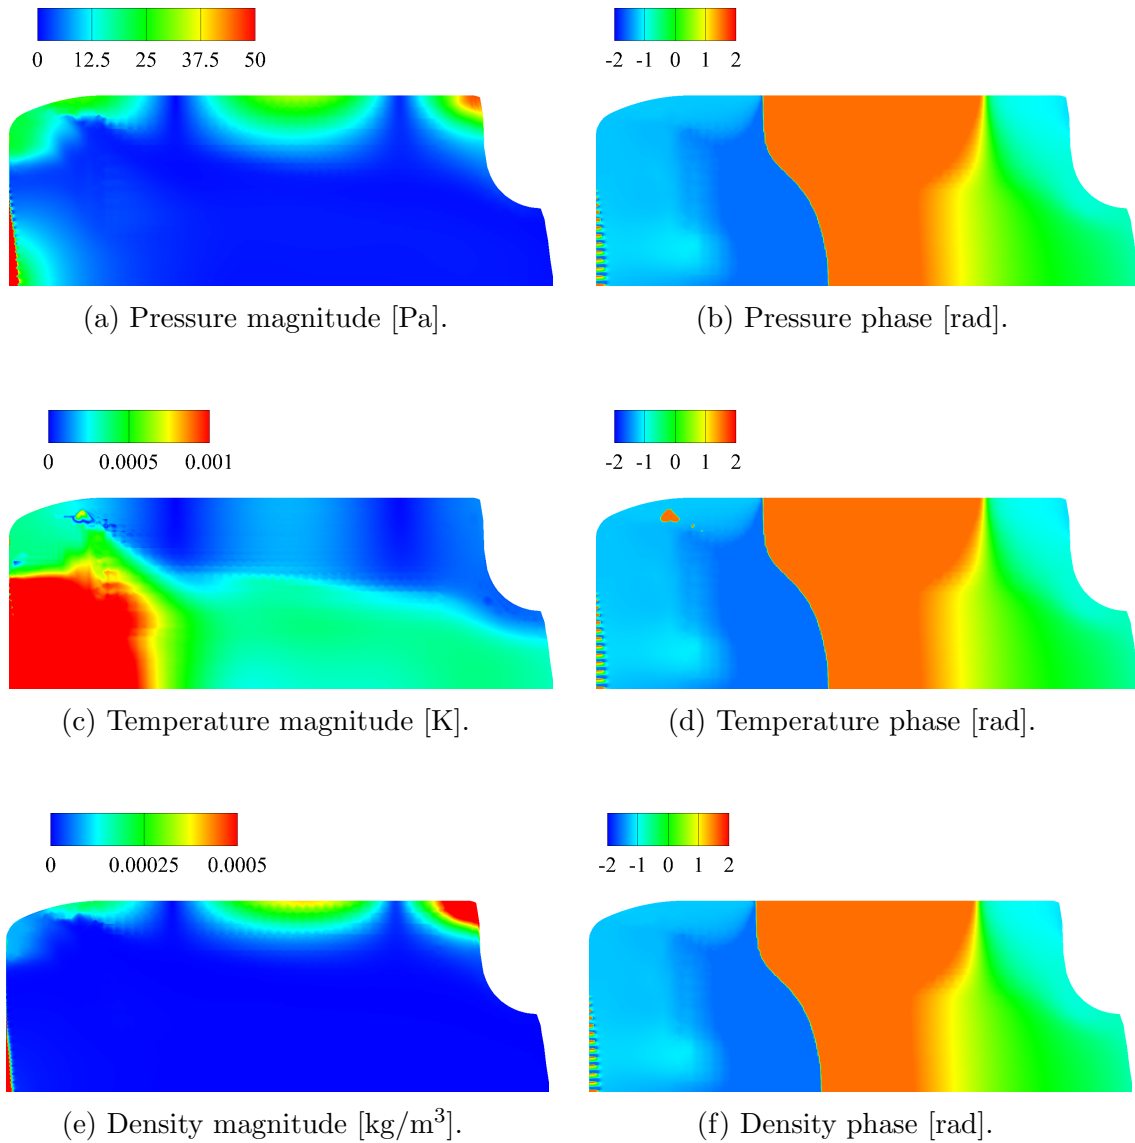 0 12.5 25 37.5 50
-2 -1 0 1 2
(a) Pressure magnitude [Pa].
(b) Pressure phase [rad].
0 0.0005 0.001
-2 -1 0 1 2
(c) Temperature magnitude [K].
(d) Temperature phase [rad].
0 0.00025 0.0005
-2 -1 0 1 2
(e) Density magnitude [kg/m³].
(f) Density phase [rad].